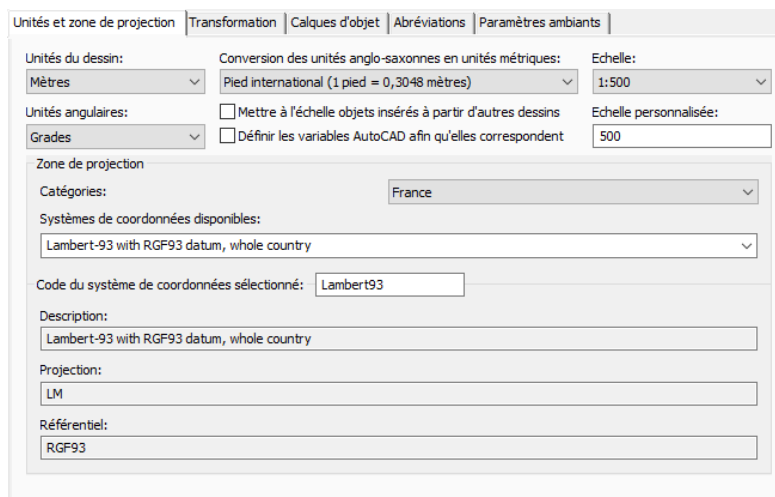 Unités et zone de projection Transformation Calques d'objet Abréviations Paramètres ambiants
Unités du dessin: Conversion des unités anglo-saxonnes en unités métriques: Echelle:
Mètres Pied international (1 pied = 0,3048 mètres) 1:500
Unités angulaires: Mettre à l'échelle objets insérés à partir d'autres dessins Echelle personnalisée:
Grades Définir les variables AutoCAD afin qu'elles correspondent 500
Zone de projection
Catégories: France
Systèmes de coordonnées disponibles:
Lambert-93 with RGF93 datum, whole country
Code du système de coordonnées sélectionné: Lambert93
Description:
Lambert-93 with RGF93 datum, whole country
Projection:
LM
Référentiel:
RGF93